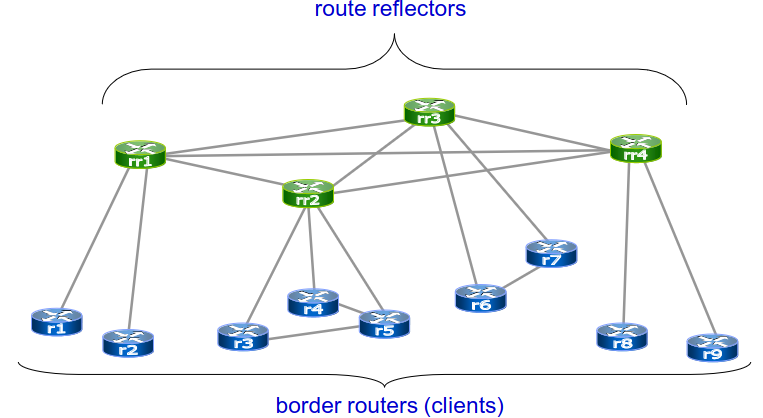 route reflectors
rr3
rr1
rr4
rr2
r7
r4
r6
r1
r5
r2
r3
r8
r9
border routers (clients)